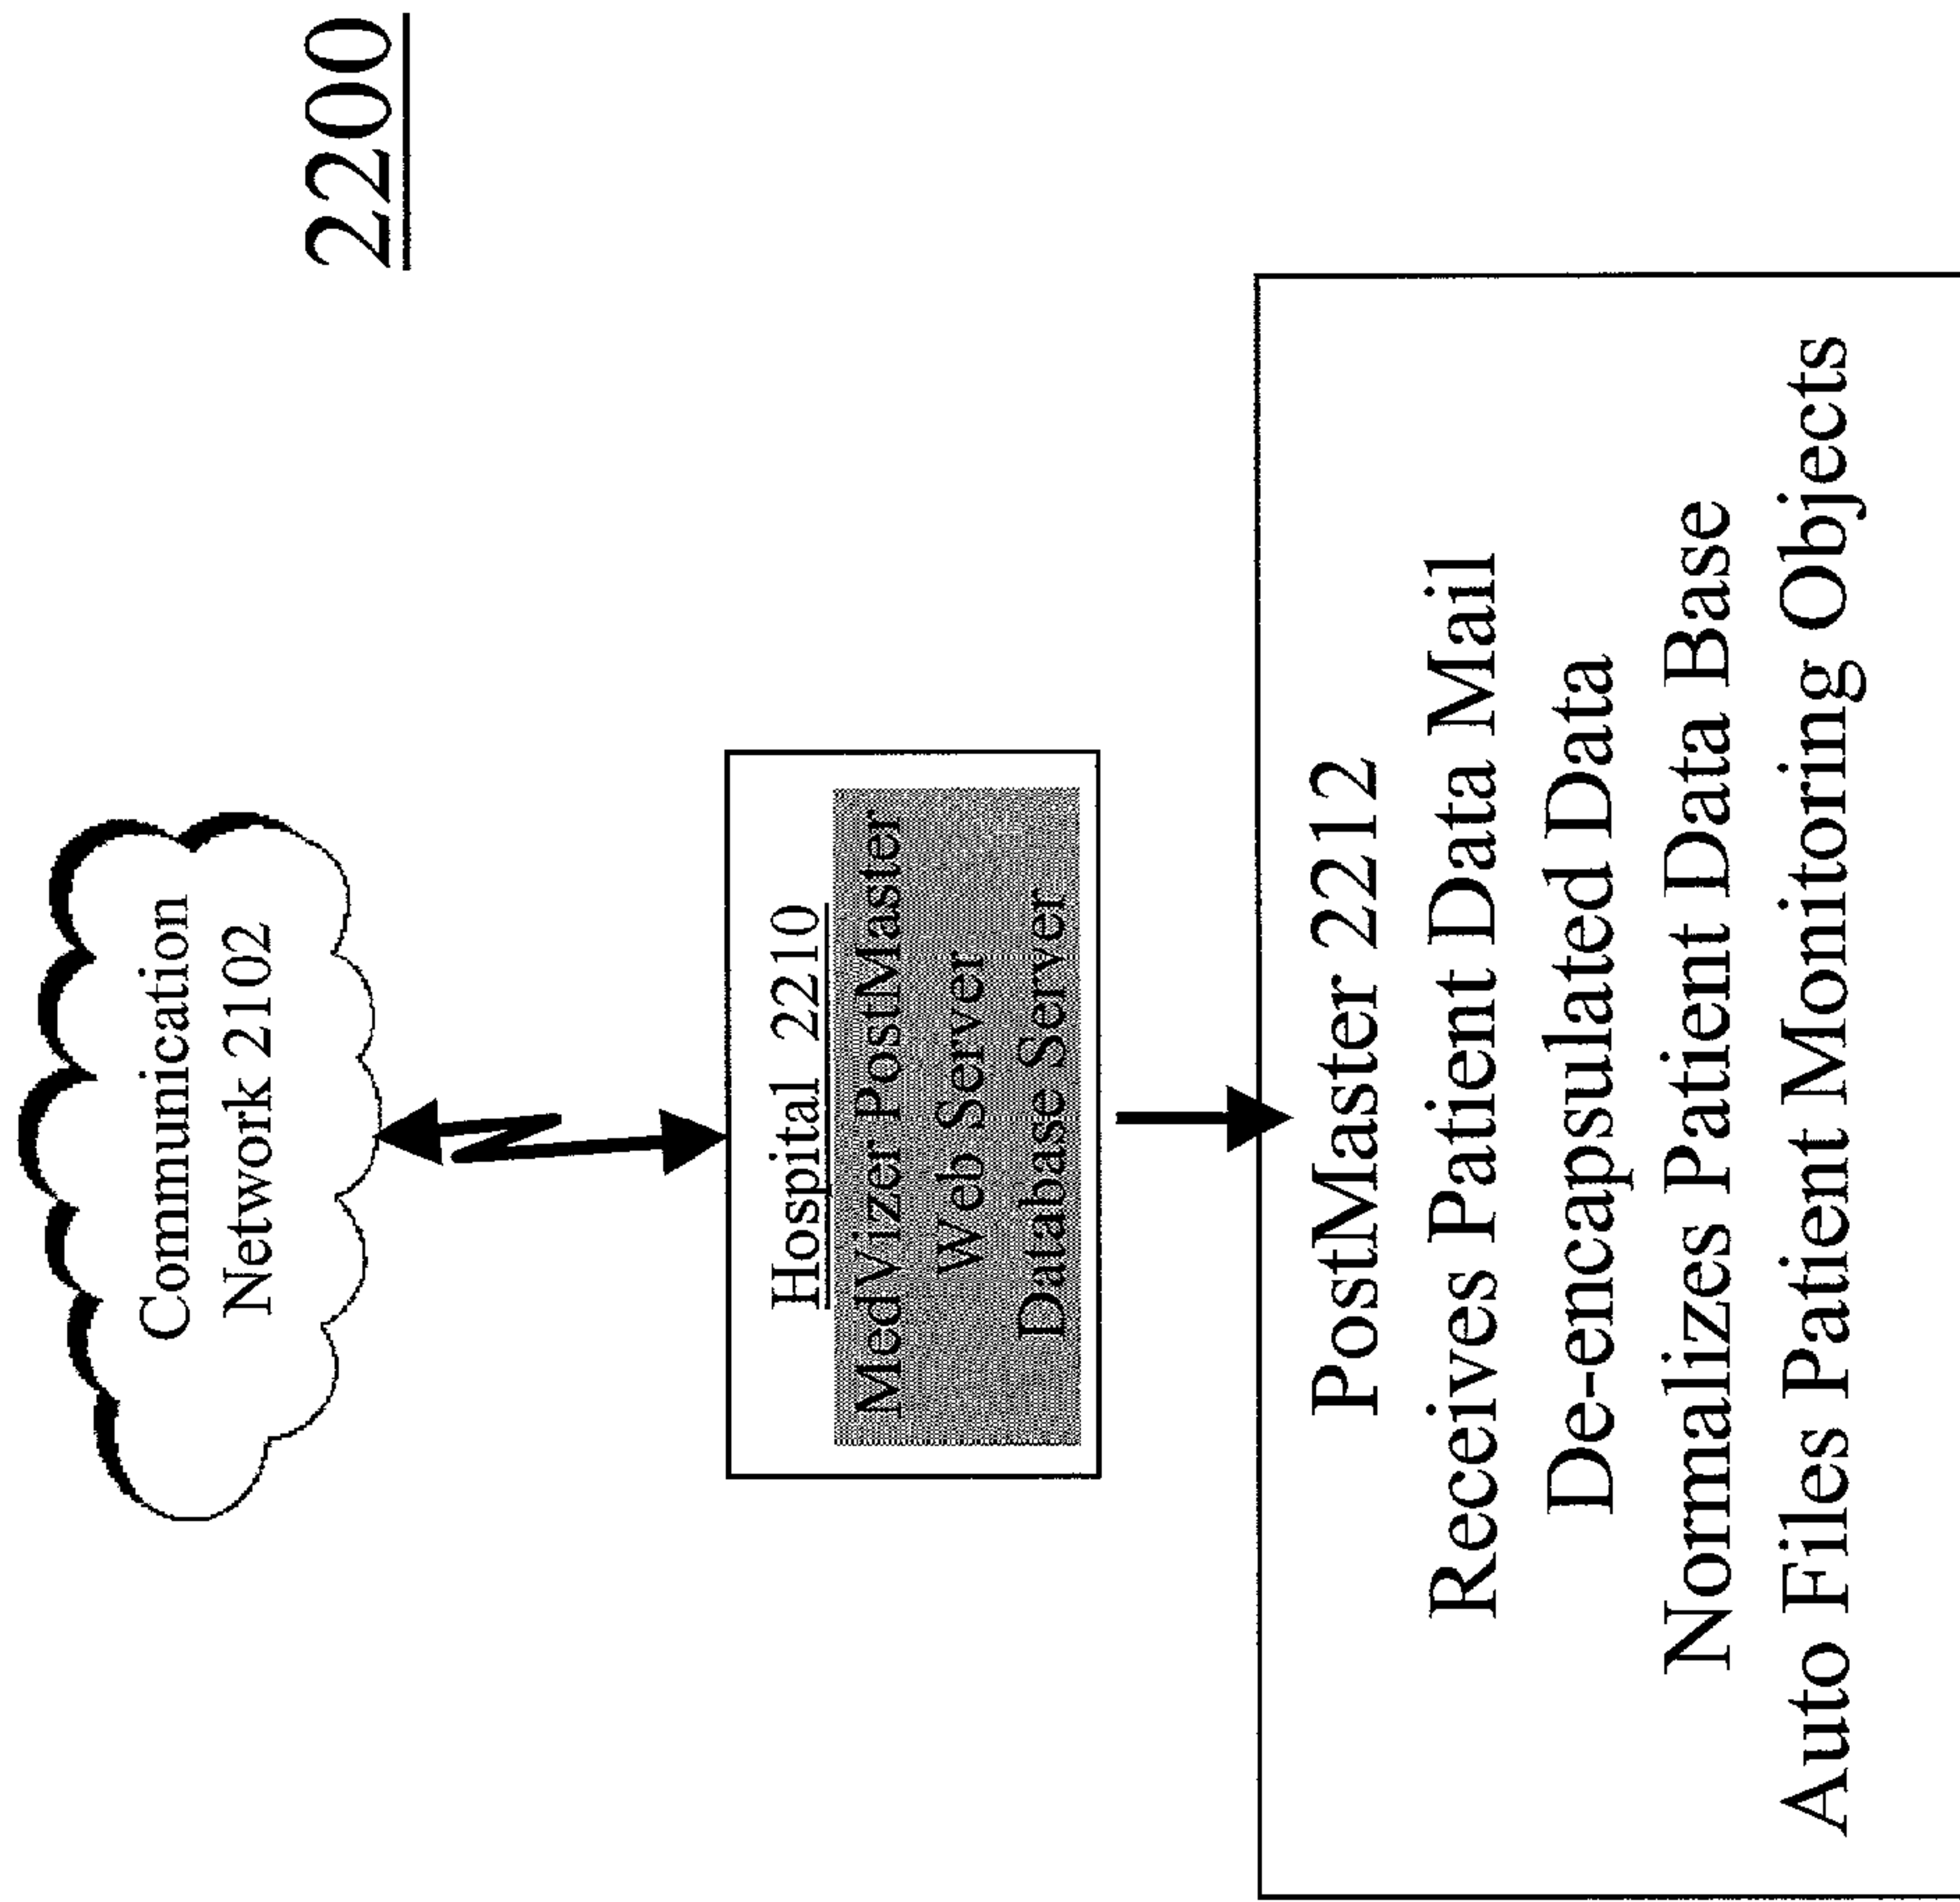 2200
Communication
Network 2102
Hospital 2210
MedVizer PostMaster
Web Server
Database Server
PostMaster 2212
Receives Patient Data Mail
De-encapsulated Data
Normalizes Patient Data Base
Auto Files Patient Monitoring Objects